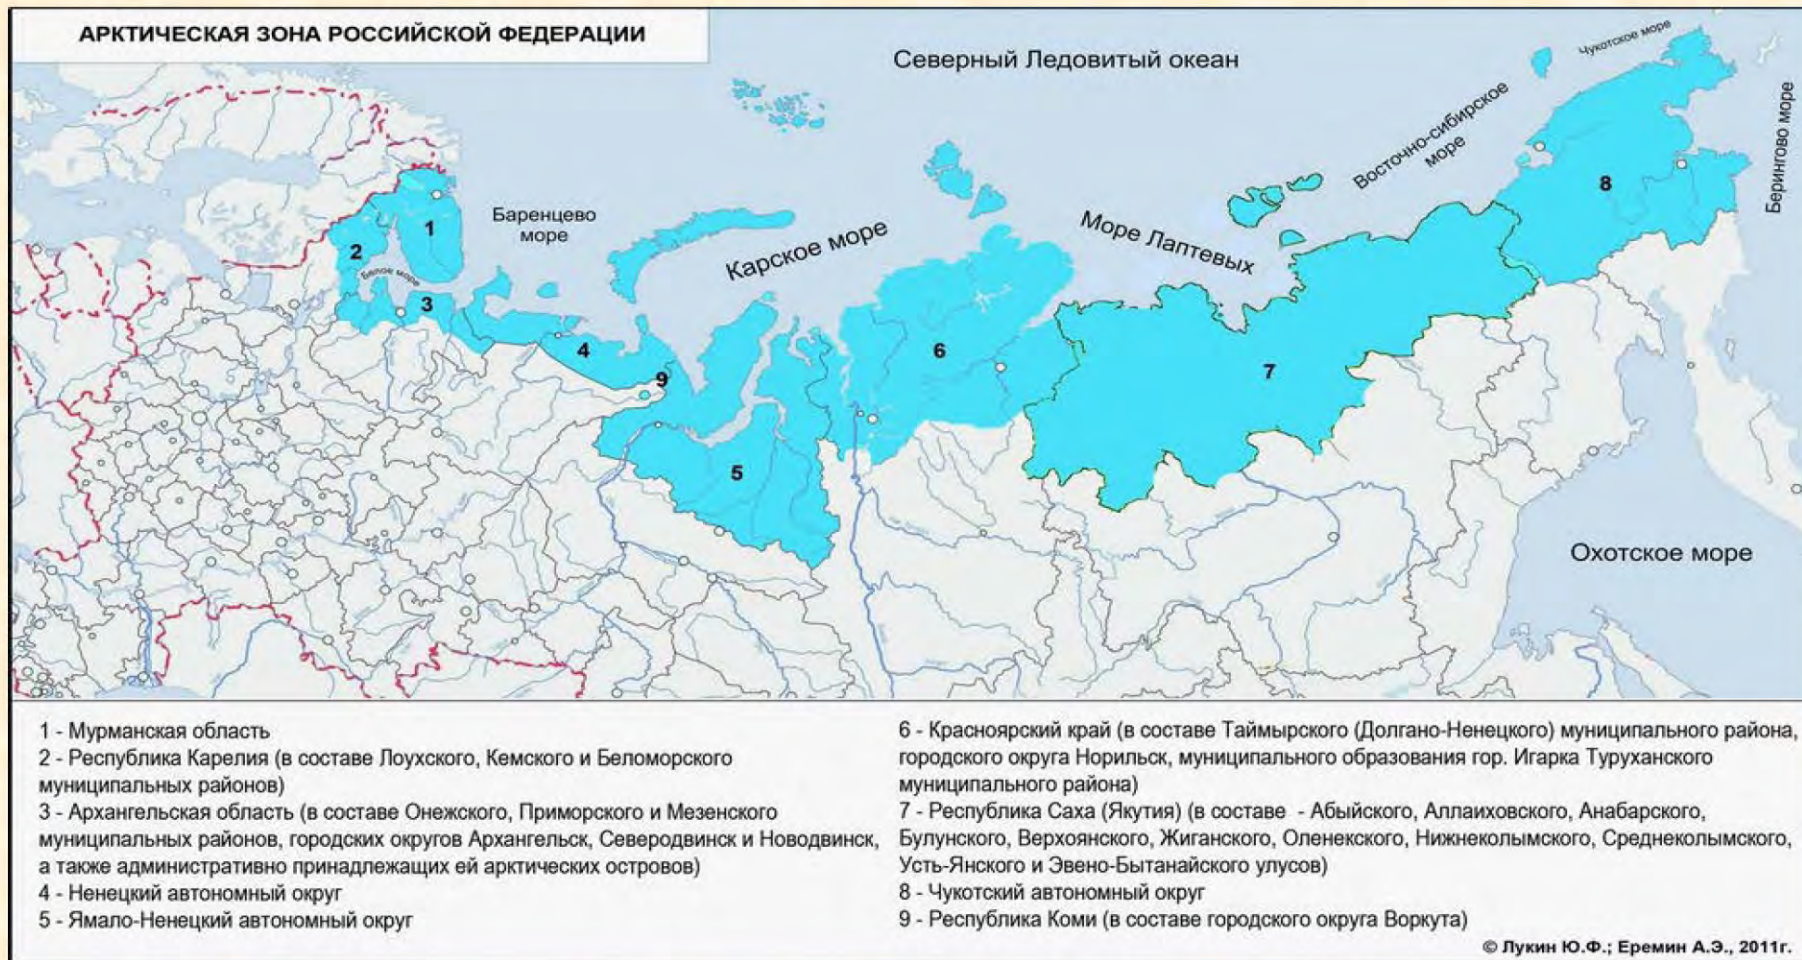 АРКТИЧЕСКАЯ ЗОНА РОССИЙСКОЙ ФЕДЕРАЦИИ
Северный Ледовитый океан
Чукотское море
Берингово море
Восточно-сибирское
море
Море Лаптевых
Карское море
Баренцево
море
Белое море
Охотское море
1
2
3
4
9
5
6
7
8
1 - Мурманская область
2 - Республика Карелия (в составе Лоухского, Кемского и Беломорского
муниципальных районов)
3 - Архангельская область (в составе Онежского, Приморского и Мезенского
муниципальных районов, городских округов Архангельск, Северодвинск и Новодвинск,
а также административно принадлежащих ей арктических островов)
4 - Ненецкий автономный округ
5 - Ямало-Ненецкий автономный округ
6 - Красноярский край (в составе Таймырского (Долгано-Ненецкого) муниципального района,
городского округа Норильск, муниципального образования гор. Игарка Туруханского
муниципального района)
7 - Республика Саха (Якутия) (в составе - Абыйского, Аллаиховского, Анабарского,
Булунского, Верхоянского, Жиганского, Оленекского, Нижнеколымского, Среднеколымского,
Усть-Янского и Эвено-Бытанайского улусов)
8 - Чукотский автономный округ
9 - Республика Коми (в составе городского округа Воркута)
© Лукин Ю.Ф.; Еремин А.Э., 2011г.